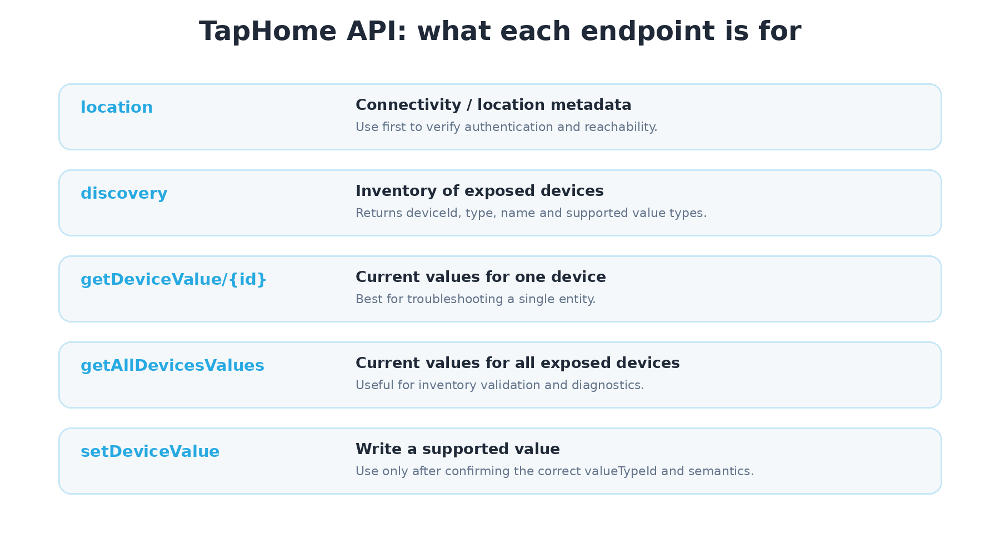 TapHome API: what each endpoint is for
location
Connectivity / location metadata
Use first to verify authentication and reachability.
discovery
Inventory of exposed devices
Returns deviceId, type, name and supported value types.
getDeviceValue/{id}
Current values for one device
Best for troubleshooting a single entity.
getAllDevicesValues
Current values for all exposed devices
Useful for inventory validation and diagnostics.
setDeviceValue
Write a supported value
Use only after confirming the correct valueTypeId and semantics.